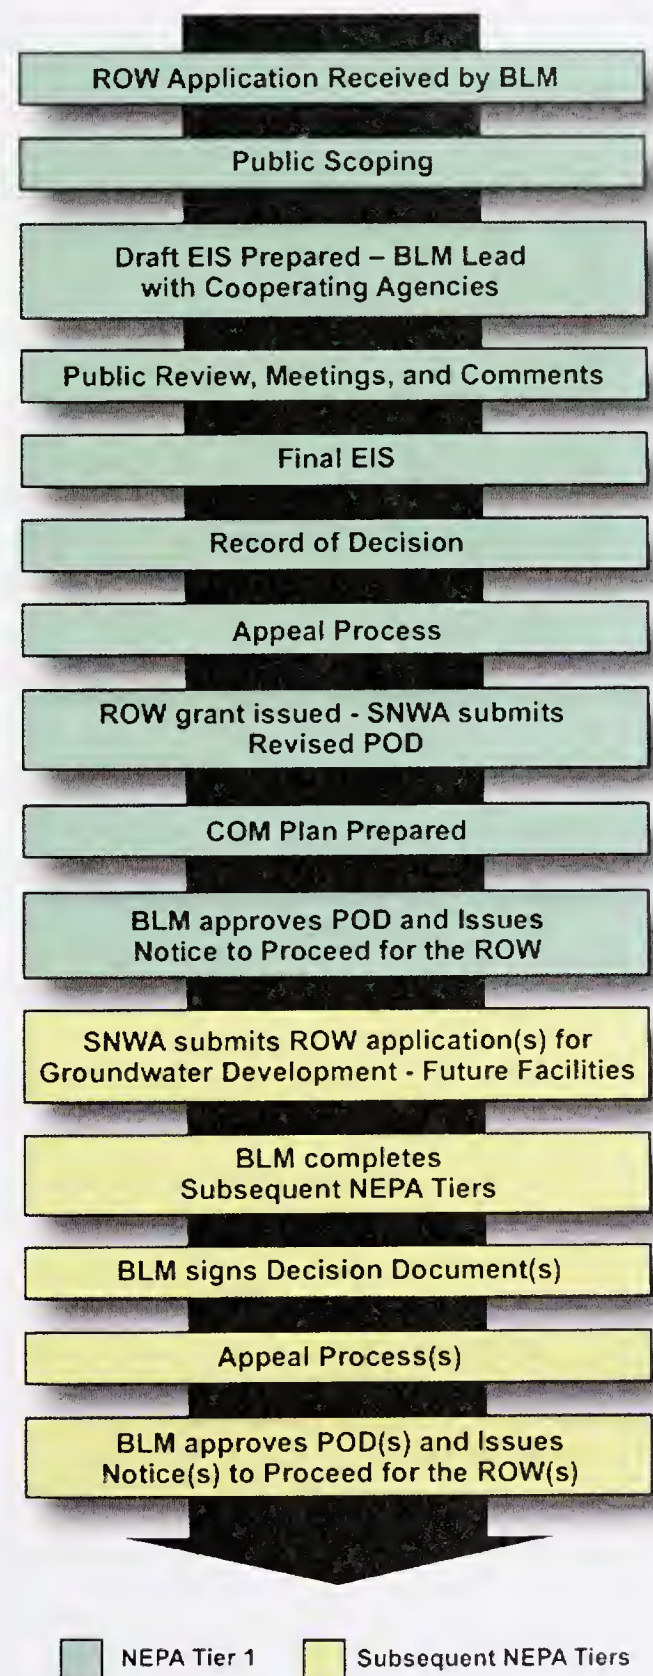 ROW Application Received by BLM
Public Scoping
Draft EIS Prepared – BLM Lead
with Cooperating Agencies
Public Review, Meetings, and Comments
Final EIS
Record of Decision
Appeal Process
ROW grant issued - SNWA submits
Revised POD
COM Plan Prepared
BLM approves POD and Issues
Notice to Proceed for the ROW
SNWA submits ROW application(s) for
Groundwater Development - Future Facilities
BLM completes
Subsequent NEPA Tiers
BLM signs Decision Document(s)
Appeal Process(s)
BLM approves POD(s) and Issues
Notice(s) to Proceed for the ROW(s)
NEPA Tier 1
Subsequent NEPA Tiers